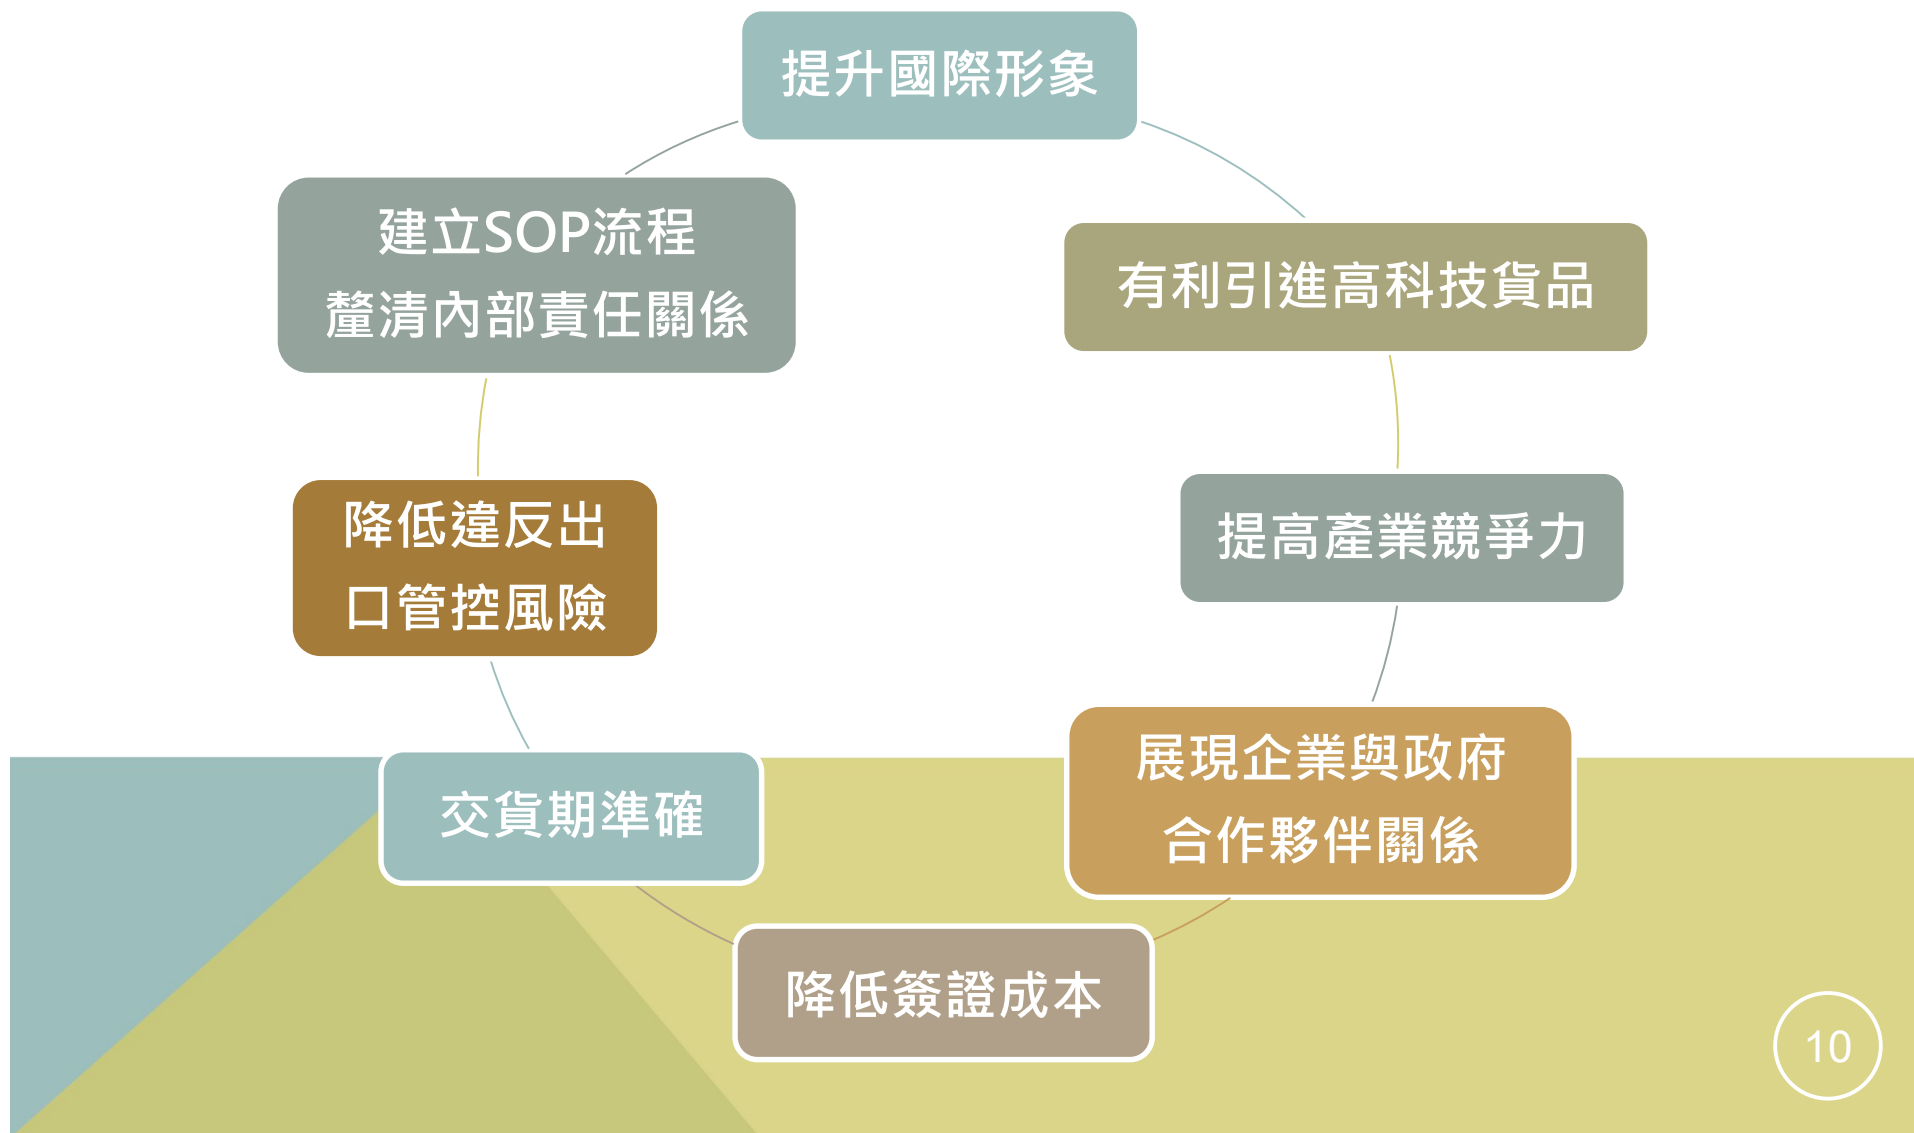 提升國際形象
有利引進高科技貨品
提高產業競爭力
展現企業與政府
合作夥伴關係
降低簽證成本
交貨期準確
降低違反出
口管控風險
建立SOP流程
釐清內部責任關係
10